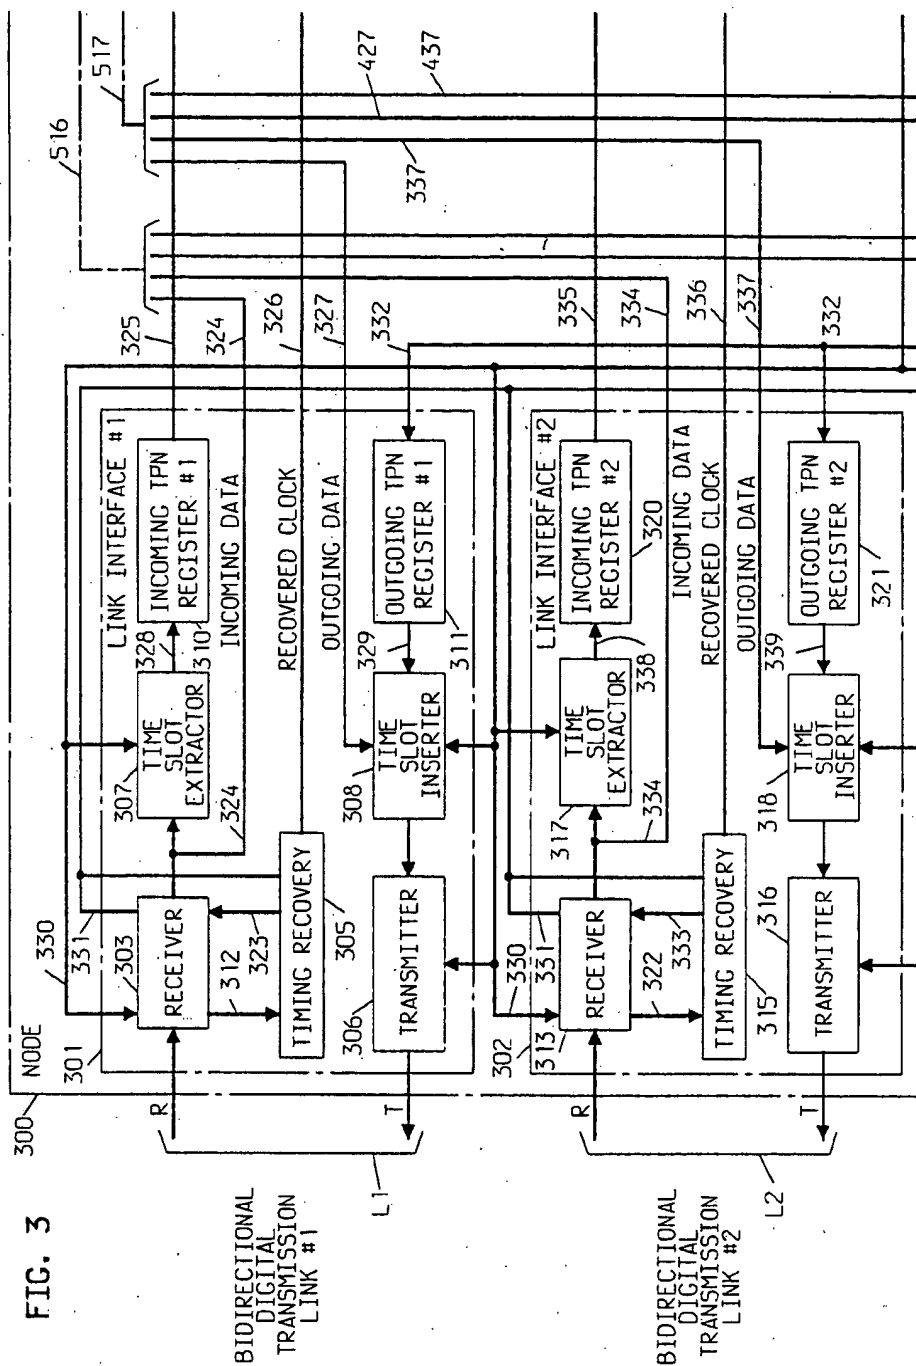 FIG. 3
300
NODE
516
517
330
331
301
303
RECEIVER
R
312
323
TIMING RECOVERY
305
307
TIME
SLOT
EXTRACTOR
324
328
310
LINK INTERFACE #1
INCOMING TPN
REGISTER #1
INCOMING DATA
RECOVERED CLOCK
OUTGOING DATA
325
324
326
327
332
427
437
337
BIDIRECTIONAL
DIGITAL
TRANSMISSION
LINK #1
L1
T
306
TRANSMITTER
308
TIME
SLOT
INSERTER
329
OUTGOING TPN
REGISTER #1
311
330
331
302
313
RECEIVER
R
322
333
TIMING RECOVERY
315
317
TIME
SLOT
EXTRACTOR
334
338
LINK INTERFACE #2
INCOMING TPN
REGISTER #2
320
INCOMING DATA
RECOVERED CLOCK
OUTGOING DATA
335
334
336
337
332
BIDIRECTIONAL
DIGITAL
TRANSMISSION
LINK #2
L2
T
316
TRANSMITTER
318
TIME
SLOT
INSERTER
339
OUTGOING TPN
REGISTER #2
321